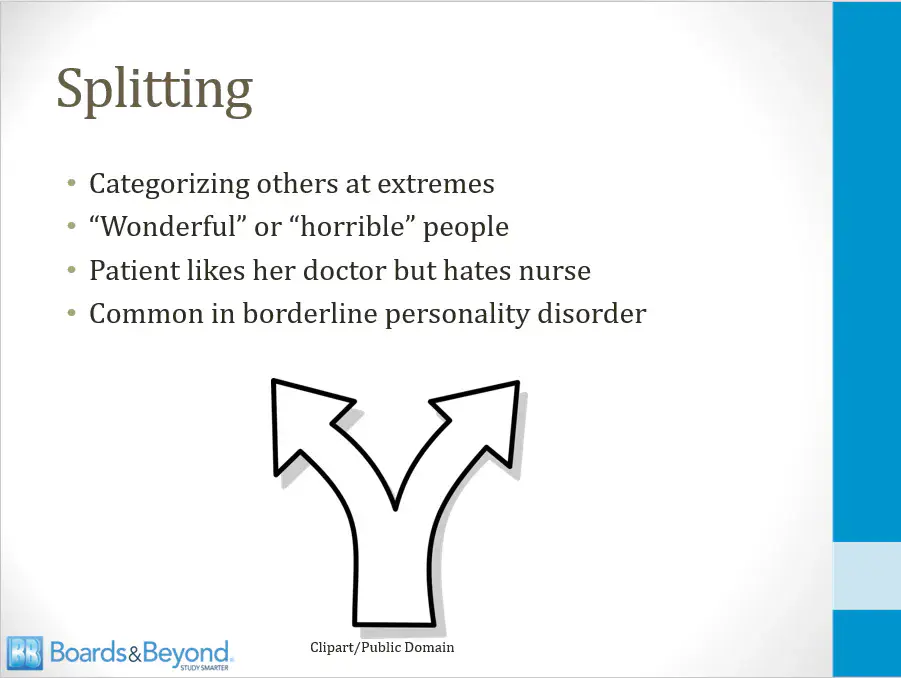 Splitting
• Categorizing others at extremes
• “Wonderful” or “horrible” people
• Patient likes her doctor but hates nurse
• Common in borderline personality disorder
BB Boards&Beyond.
STUDY SMARTER
Clipart/Public Domain